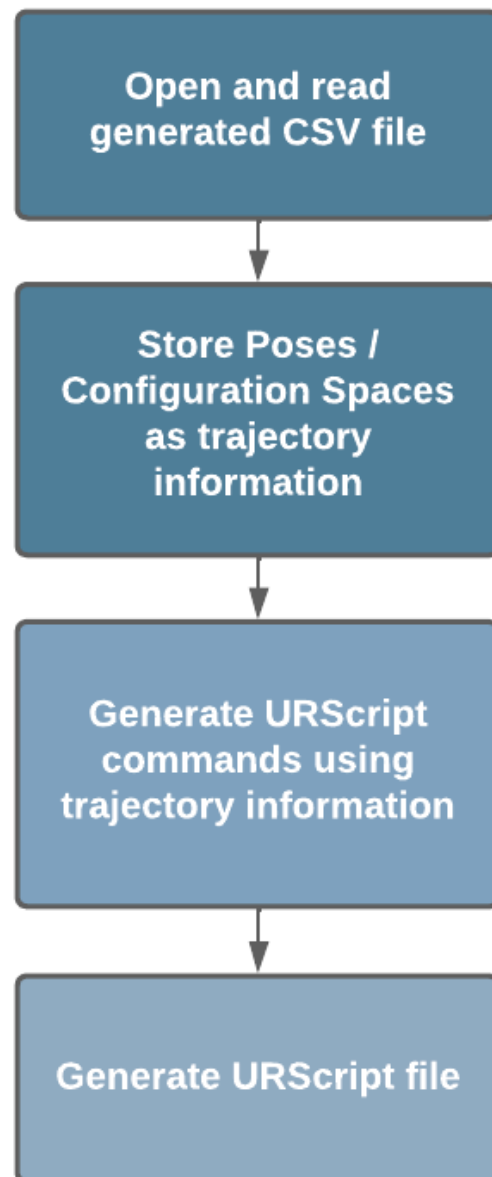 Open and read
generated CSV file
Store Poses /
Configuration Spaces
as trajectory
information
Generate URScript
commands using
trajectory information
Generate URScript file